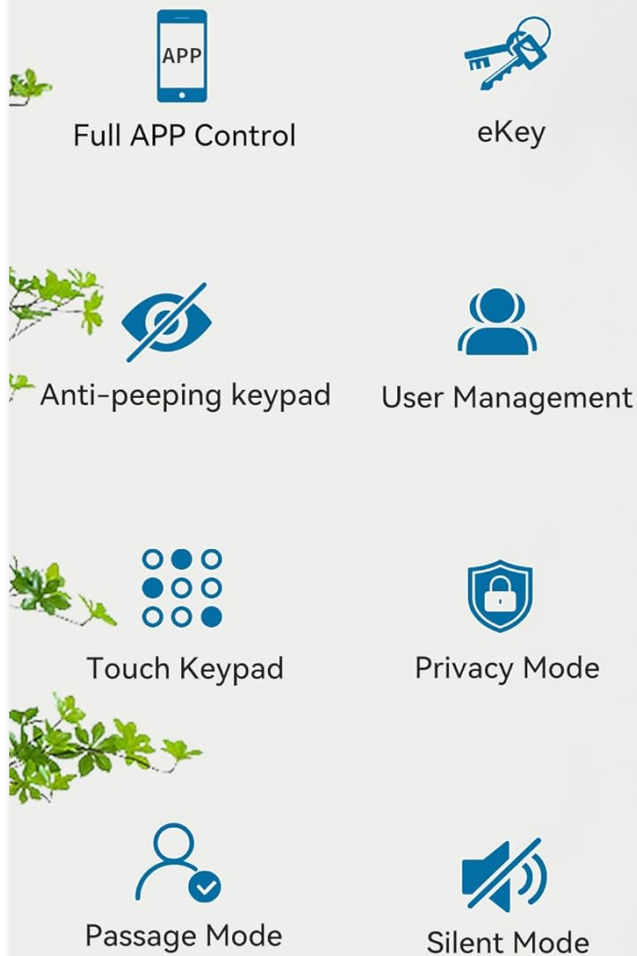 APP
Full APP Control
eKey
Anti-peeping keypad
User Management
Touch Keypad
Privacy Mode
Passage Mode
Silent Mode